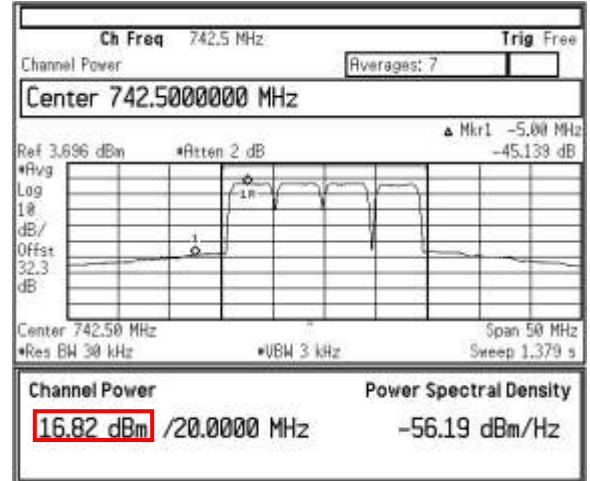 Ch Freq 742.5 MHz Trig Free
Channel Power Averages: 7
Center 742.5000000 MHz
▵ Mkr1 -5.00 MHz
Ref 3.696 dBm *Atten 2 dB -45.139 dB
*Avg
Log
10
dB/
Offst
32.3
dB
1R
1
Center 742.50 MHz Span 50 MHz
*Res BW 30 kHz *VBW 3 kHz Sweep 1.379 s
Channel Power Power Spectral Density
16.82 dBm /20.0000 MHz -56.19 dBm/Hz